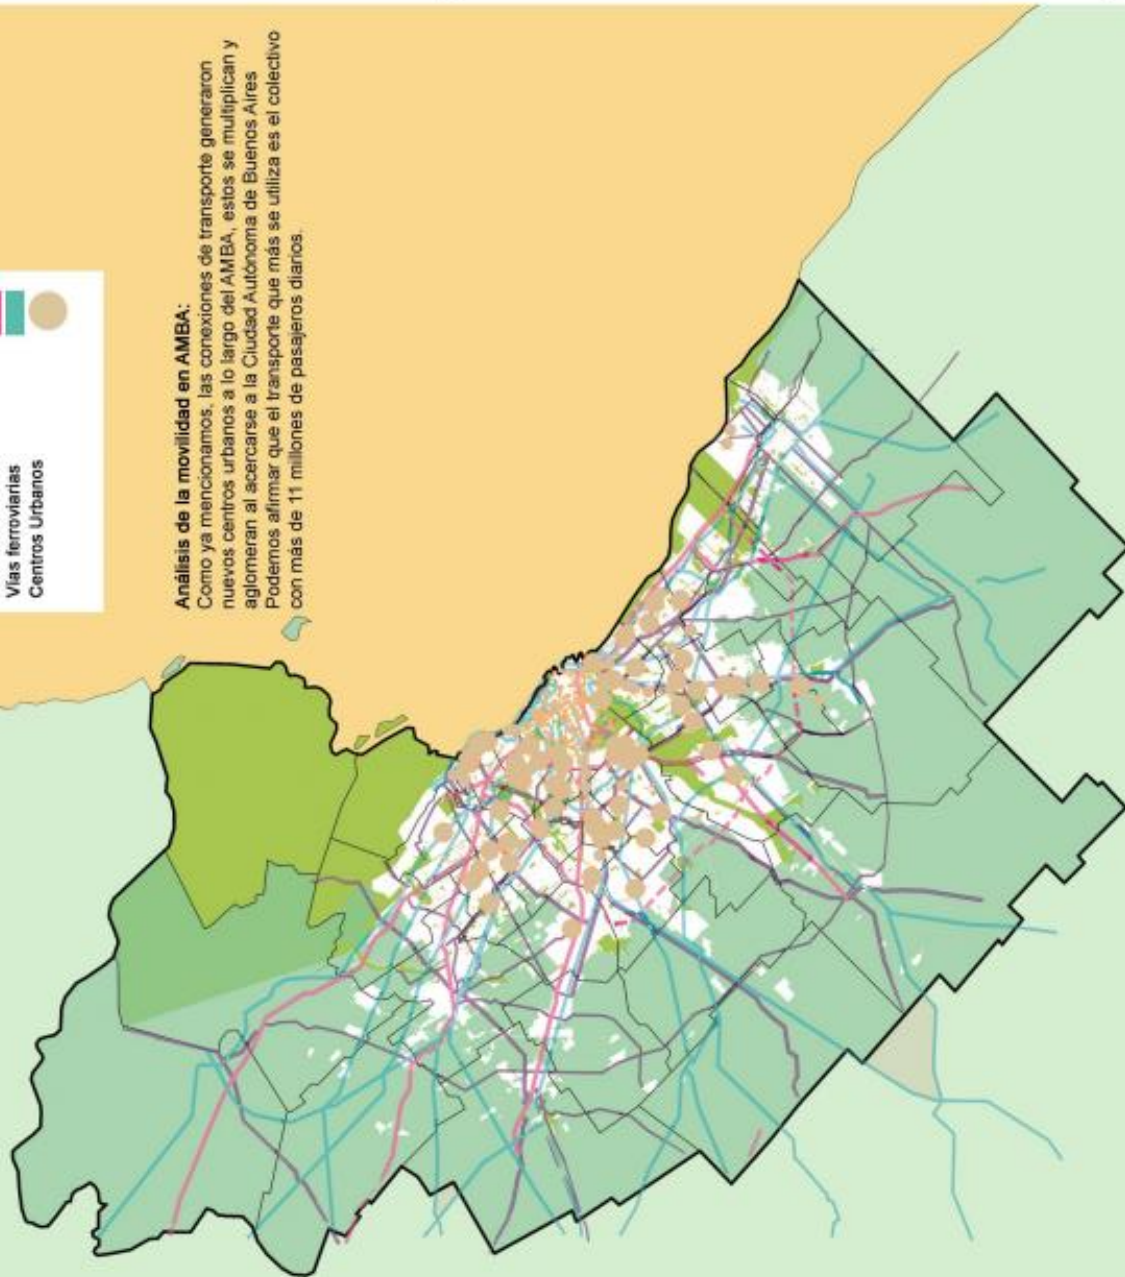 Vías ferroviarias
Centros Urbanos
Análisis de la movilidad en AMBA:
Como ya mencionamos, las conexiones de transporte generaron
nuevos centros urbanos a lo largo del AMBA, estos se multiplican y
aglomeran al acercarse a la Ciudad Autónoma de Buenos Aires
Podemos afirmar que el transporte que más se utiliza es el colectivo
con más de 11 millones de pasajeros diarios.